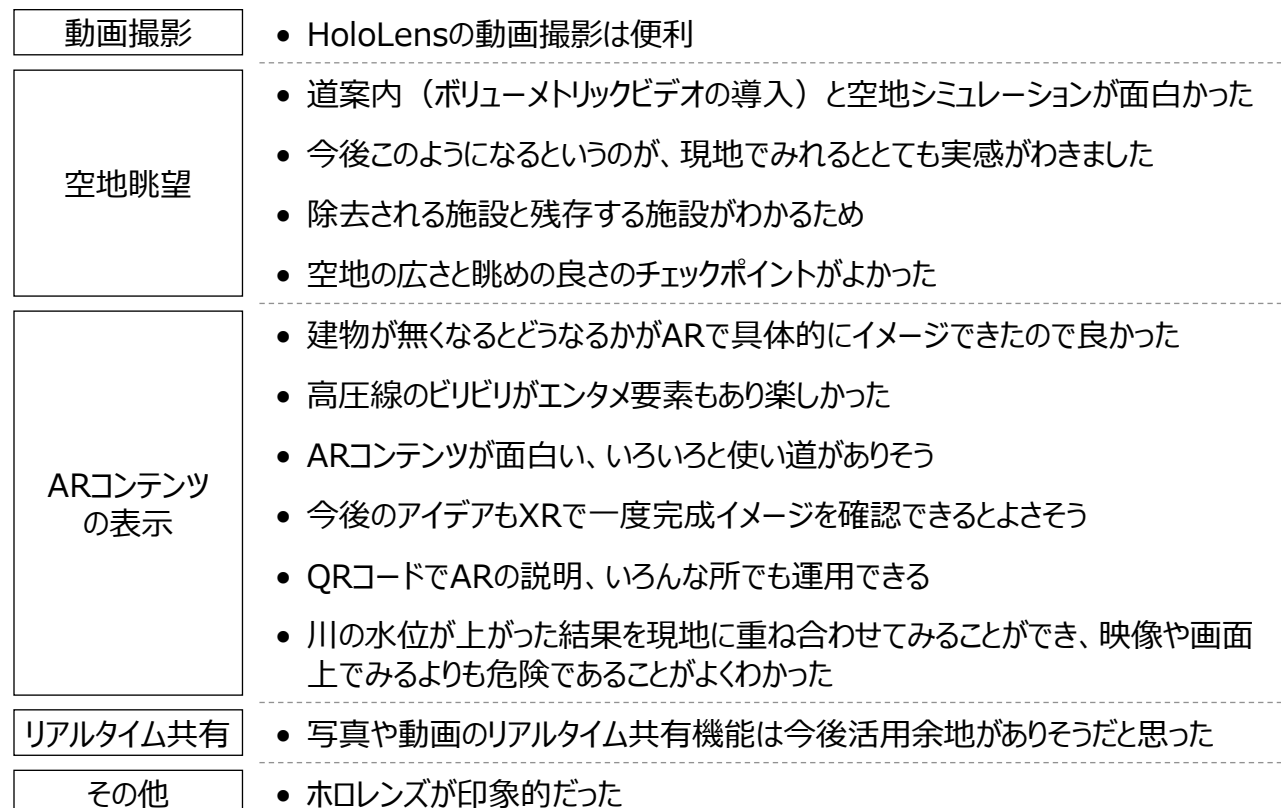 動画撮影
• HoloLensの動画撮影は便利
空地眺望
• 道案内（ボリューメトリックビデオの導入）と空地シミュレーションが面白かった
• 今後このようになるというのが、現地でみれるととても実感がわきました
• 除去される施設と残存する施設がわかるため
• 空地の広さと眺めの良さのチェックポイントがよかった
ARコンテンツ
の表示
• 建物が無くなるとどうなるかがARで具体的にイメージできたので良かった
• 高圧線のビリビリがエンタメ要素もあり楽しかった
• ARコンテンツが面白い、いろいろと使い道がありそう
• 今後のアイデアもXRで一度完成イメージを確認できるとよさそう
• QRコードでARの説明、いろんな所でも運用できる
• 川の水位が上がった結果を現地に重ね合わせてみることができ、映像や画面
上でみるよりも危険であることがよくわかった
リアルタイム共有
• 写真や動画のリアルタイム共有機能は今後活用余地がありそうだと思った
その他
• ホロレンズが印象的だった